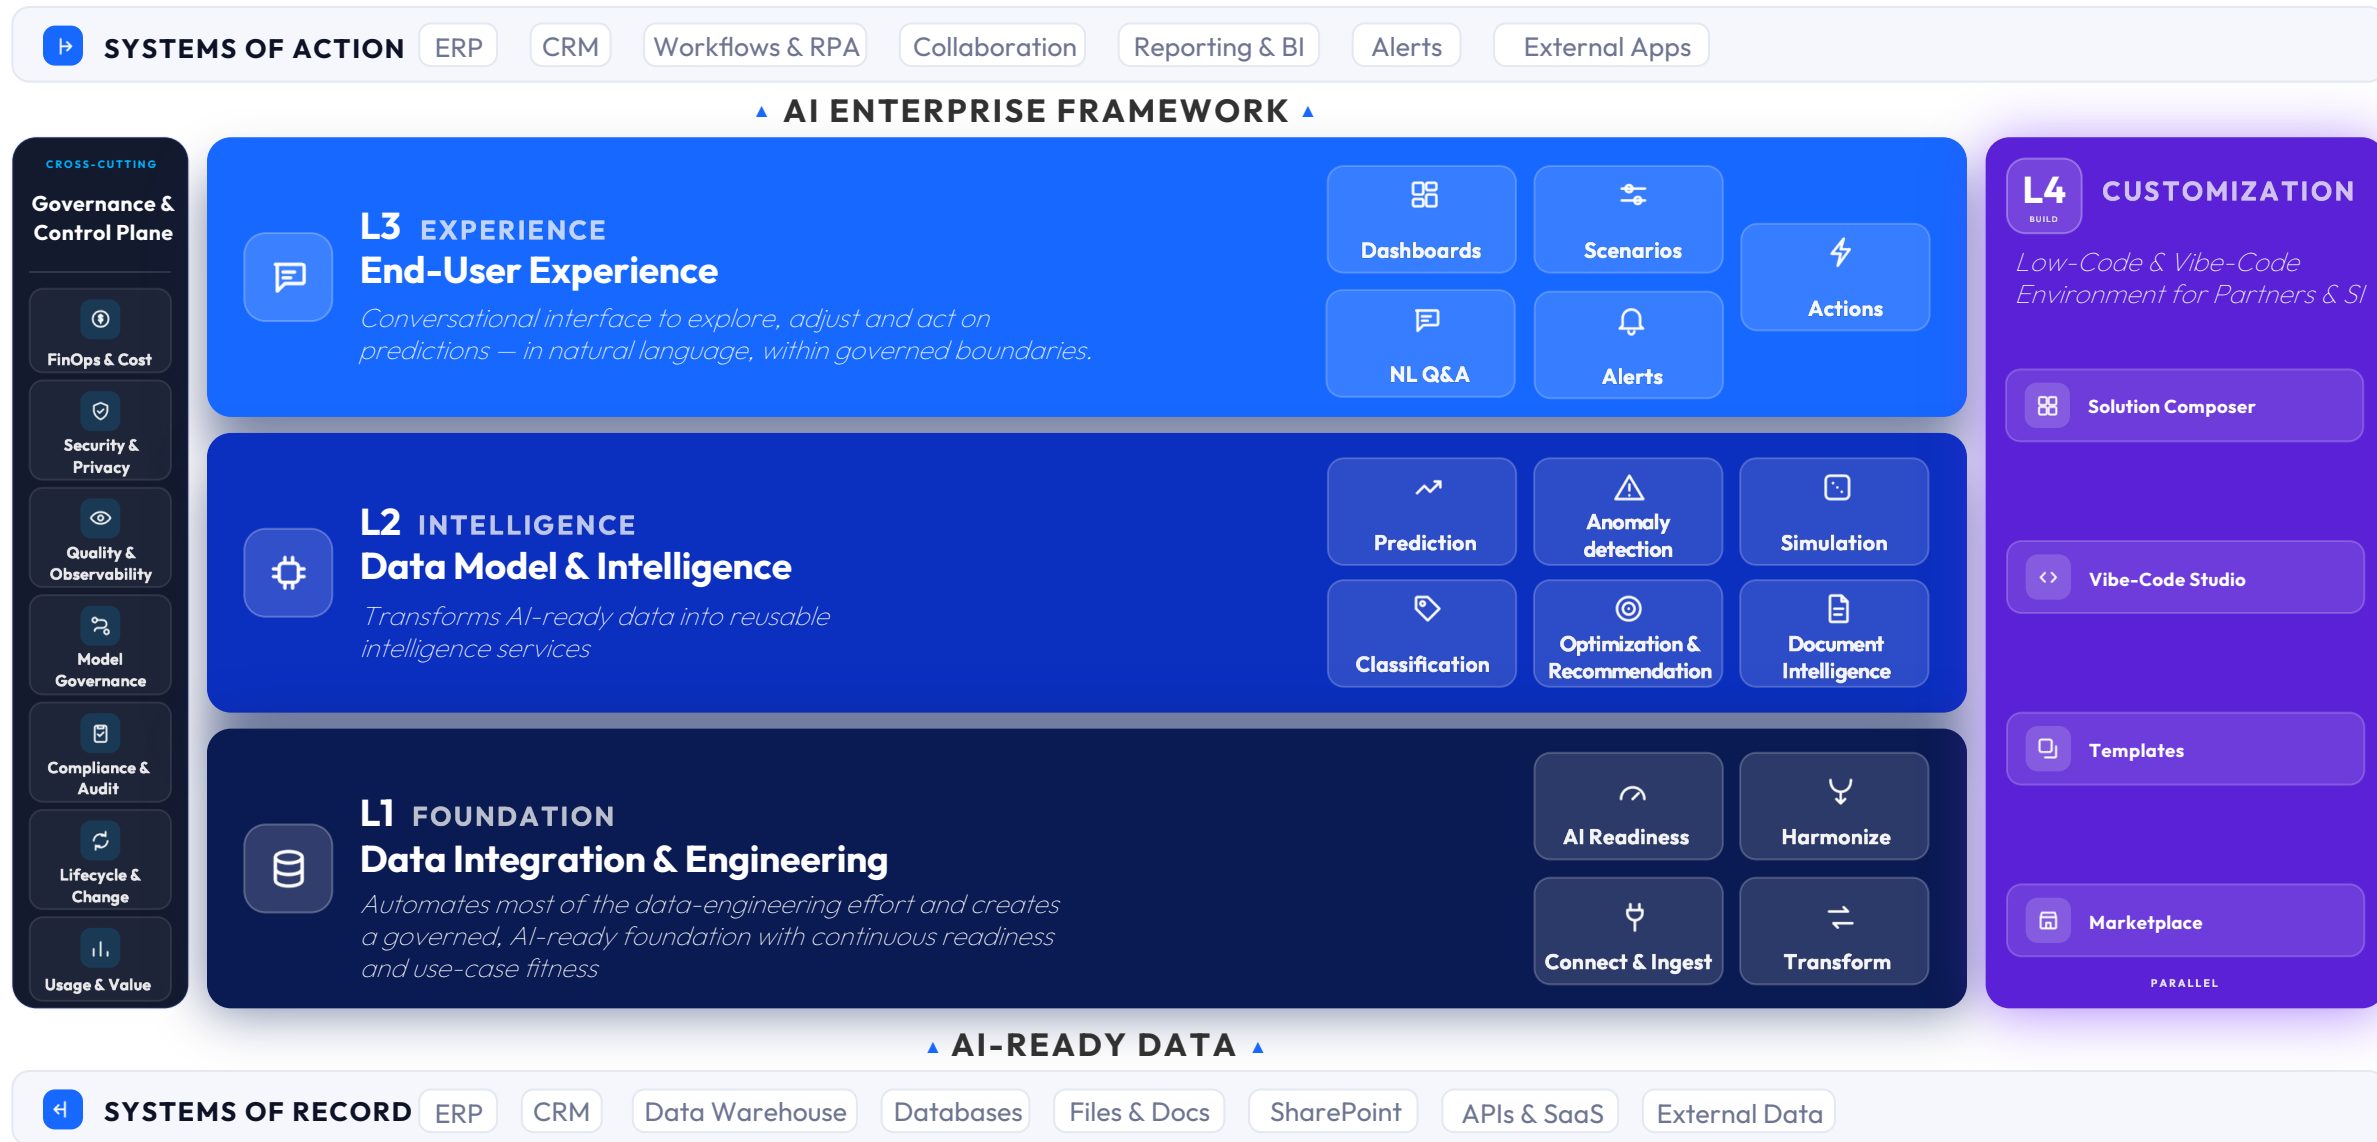 SYSTEMS OF ACTION ERP CRM Workflows & RPA Collaboration Reporting & BI Alerts External Apps
▲ AI ENTERPRISE FRAMEWORK ▲
CROSS-CUTTING
Governance &
Control Plane
FinOps & Cost
Security &
Privacy
Quality &
Observability
Model
Governance
Compliance &
Audit
Lifecycle &
Change
Usage & Value
L3 EXPERIENCE
End-User Experience
Conversational interface to explore, adjust and act on
predictions — in natural language, within governed boundaries.
Dashboards
Scenarios
Actions
NL Q&A
Alerts
L2 INTELLIGENCE
Data Model & Intelligence
Transforms AI-ready data into reusable
intelligence services
Prediction
Anomaly
detection
Simulation
Classification
Optimization &
Recommendation
Document
Intelligence
L1 FOUNDATION
Data Integration & Engineering
Automates most of the data-engineering effort and creates
a governed, AI-ready foundation with continuous readiness
and use-case fitness
AI Readiness
Harmonize
Connect & Ingest
Transform
L4
BUILD
CUSTOMIZATION
Low-Code & Vibe-Code
Environment for Partners & SI
Solution Composer
Vibe-Code Studio
Templates
Marketplace
PARALLEL
▲ AI-READY DATA ▲
SYSTEMS OF RECORD ERP CRM Data Warehouse Databases Files & Docs SharePoint APIs & SaaS External Data